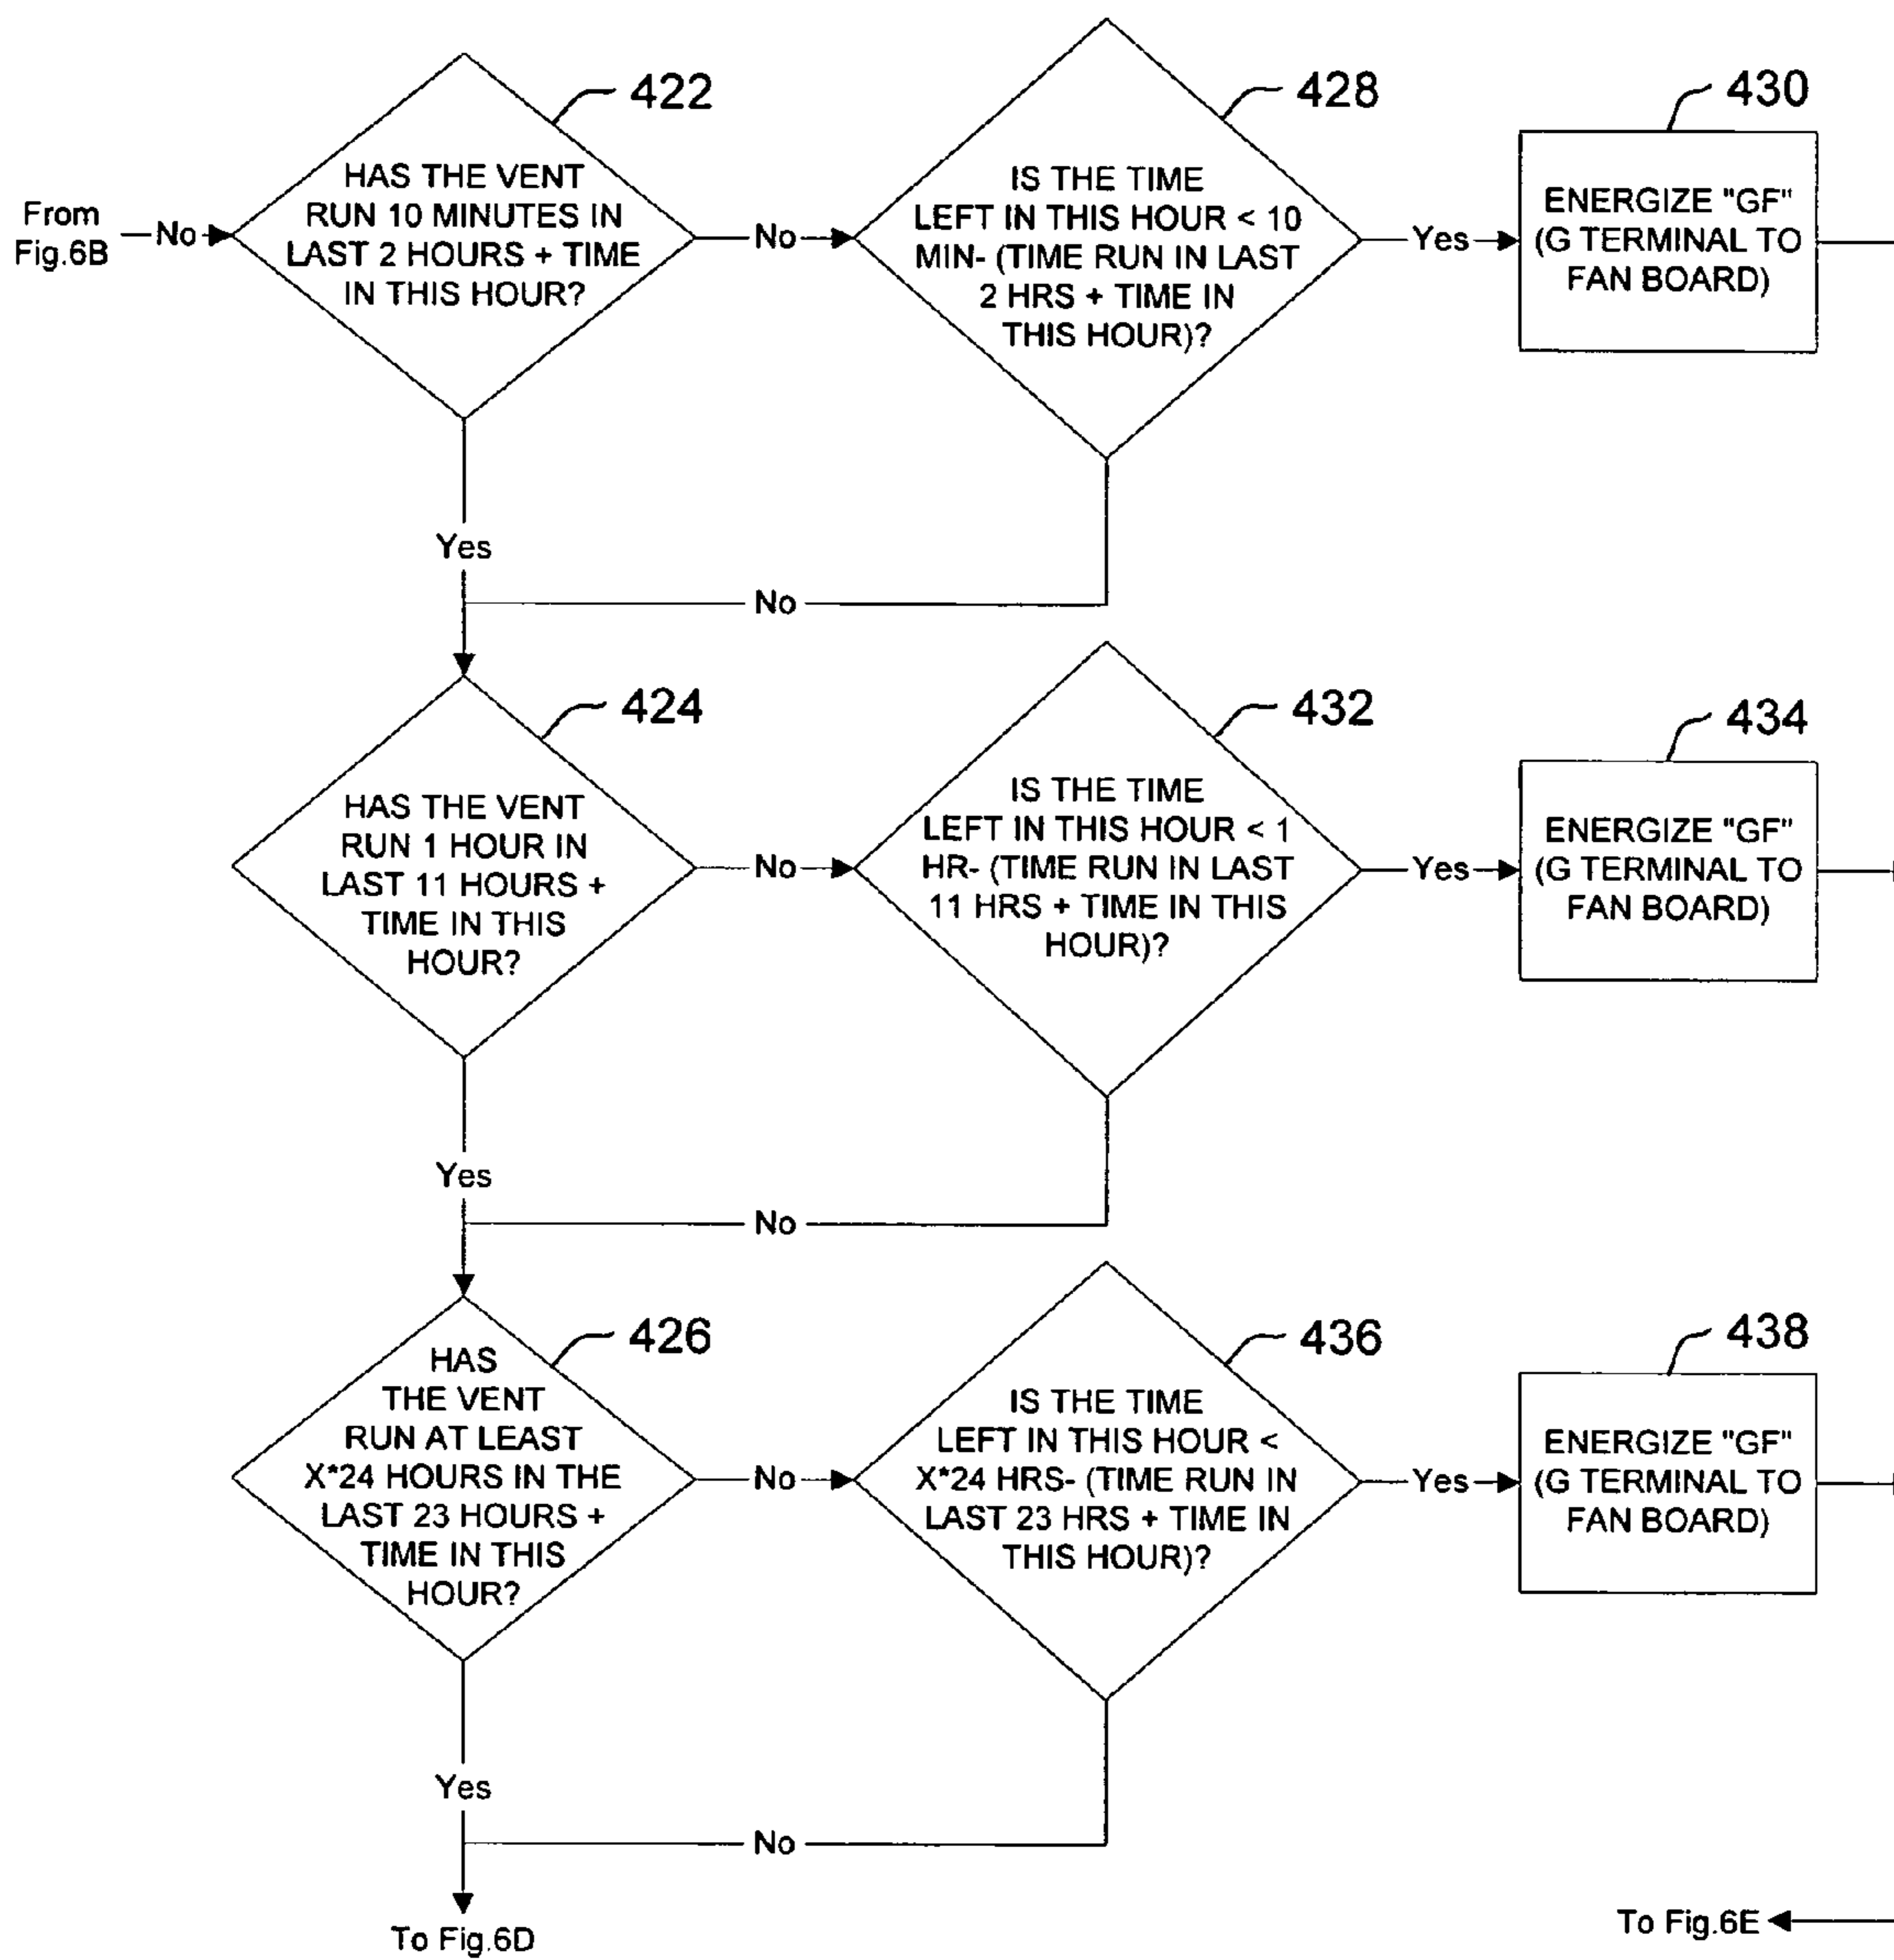 From
Fig.6B
No
422
HAS THE VENT
RUN 10 MINUTES IN
LAST 2 HOURS + TIME
IN THIS HOUR?
No
428
IS THE TIME
LEFT IN THIS HOUR < 10
MIN- (TIME RUN IN LAST
2 HRS + TIME IN
THIS HOUR)?
Yes
430
ENERGIZE "GF"
(G TERMINAL TO
FAN BOARD)
Yes
No
424
HAS THE VENT
RUN 1 HOUR IN
LAST 11 HOURS +
TIME IN THIS
HOUR?
No
432
IS THE TIME
LEFT IN THIS HOUR < 1
HR- (TIME RUN IN LAST
11 HRS + TIME IN THIS
HOUR)?
Yes
434
ENERGIZE "GF"
(G TERMINAL TO
FAN BOARD)
Yes
No
426
HAS
THE VENT
RUN AT LEAST
X*24 HOURS IN THE
LAST 23 HOURS +
TIME IN THIS
HOUR?
No
436
IS THE TIME
LEFT IN THIS HOUR <
X*24 HRS- (TIME RUN IN
LAST 23 HRS + TIME IN
THIS HOUR)?
Yes
438
ENERGIZE "GF"
(G TERMINAL TO
FAN BOARD)
Yes
No
To Fig.6D
To Fig.6E